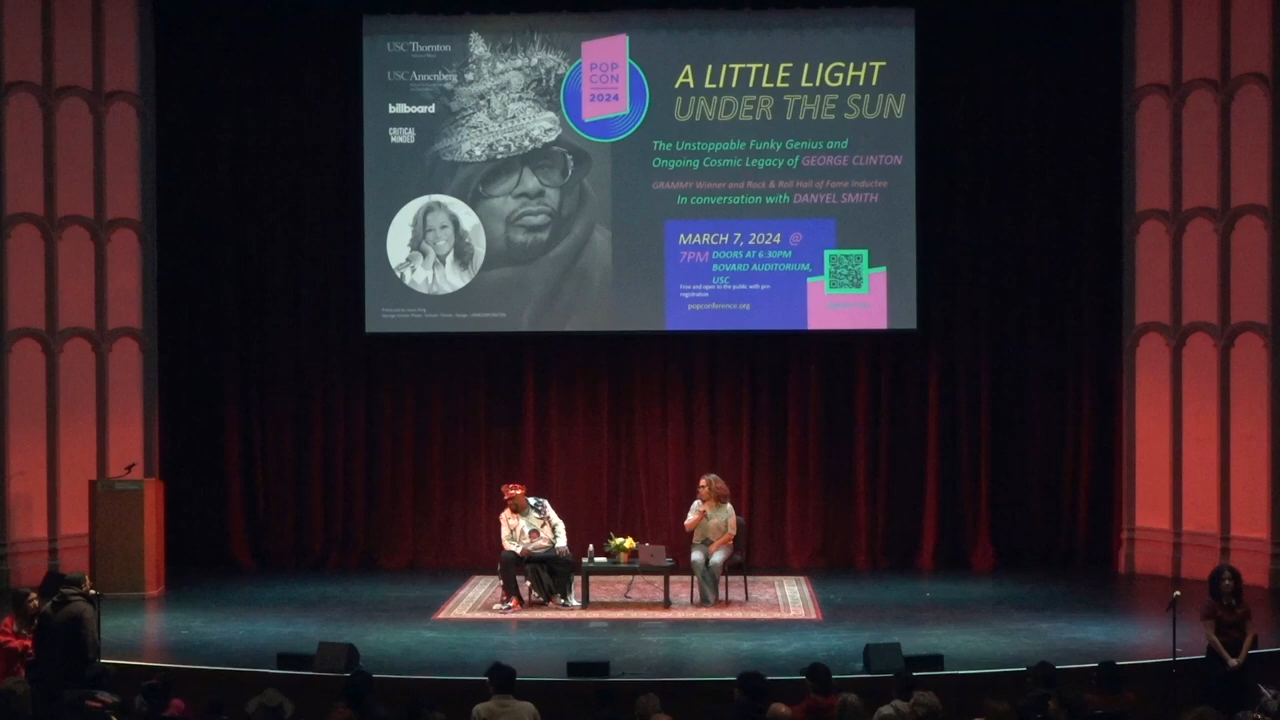 USC Thornton
USC Annenberg
billboard
CRITICAL
MINDED
POP
CON
2024
A LITTLE LIGHT
UNDER THE SUN
The Unstoppable Funky Genius and
Ongoing Cosmic Legacy of GEORGE CLINTON
GRAMMY Winner and Rock & Roll Hall of Fame Inductee
In conversation with DANYEL SMITH
MARCH 7, 2024 @
7PM DOORS AT 6:30PM
BOVARD AUDITORIUM,
USC
Free and open to the public with pre-
registration
popconference.org